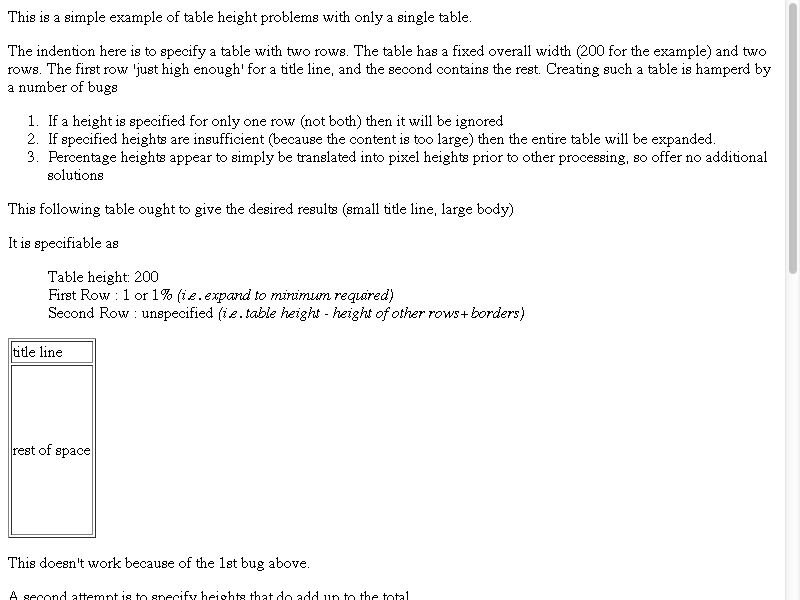 This is a simple example of table height problems with only a single table.
The indention here is to specify a table with two rows. The table has a fixed overall width (200 for the example) and two
rows. The first row 'just high enough' for a title line, and the second contains the rest. Creating such a table is hamperd by
a number of bugs
1. If a height is specified for only one row (not both) then it will be ignored
2. If specified heights are insufficient (because the content is too large) then the entire table will be expanded.
3. Percentage heights appear to simply be translated into pixel heights prior to other processing, so offer no additional
solutions
This following table ought to give the desired results (small title line, large body)
It is specifiable as
Table height: 200
First Row : 1 or 1% (i.e. expand to minimum required)
Second Row : unspecified (i.e. table height - height of other rows+borders)
title line
rest of space
This doesn't work because of the 1st bug above.
A second attempt is to specify heights that do add up to the total